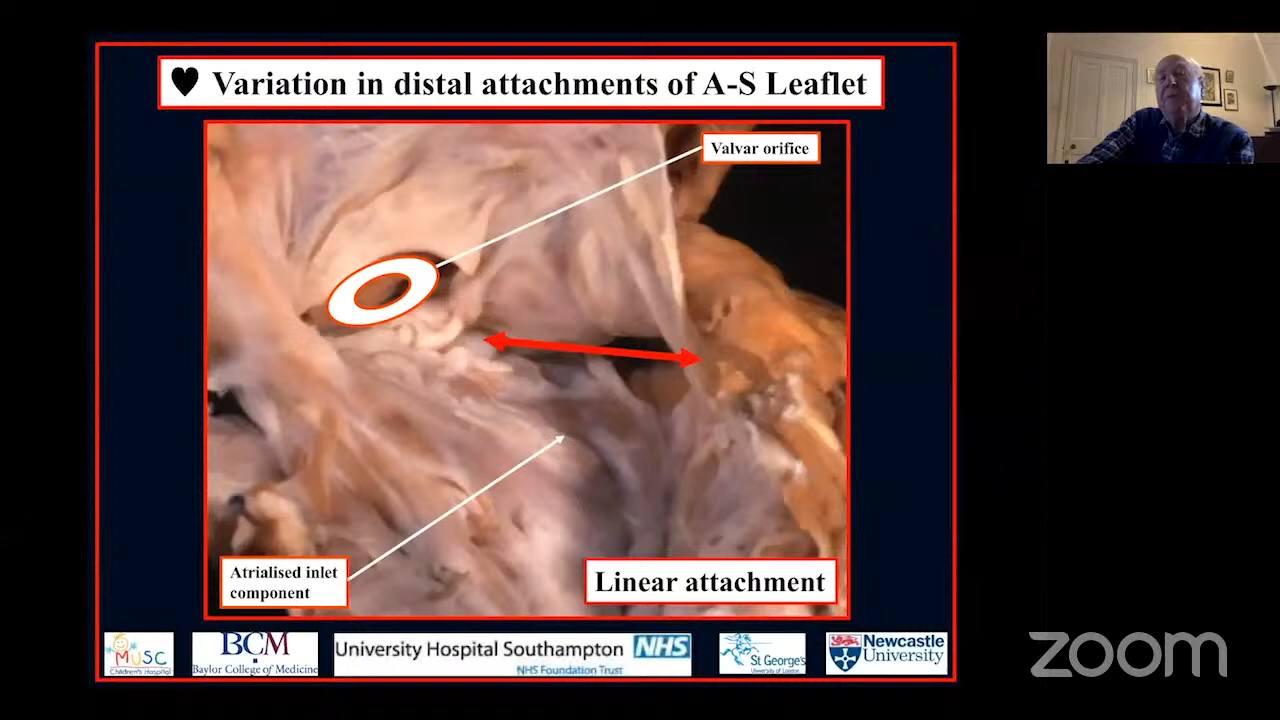 ♥ Variation in distal attachments of A-S Leaflet
Valvar orifice
Atrialised inlet
component
Linear attachment
MUSC
Children's Hospital
BCM
Baylor College of Medicine
University Hospital Southampton NHS
NHS Foundation Trust
St George's
University of London
Newcastle
University
zoom